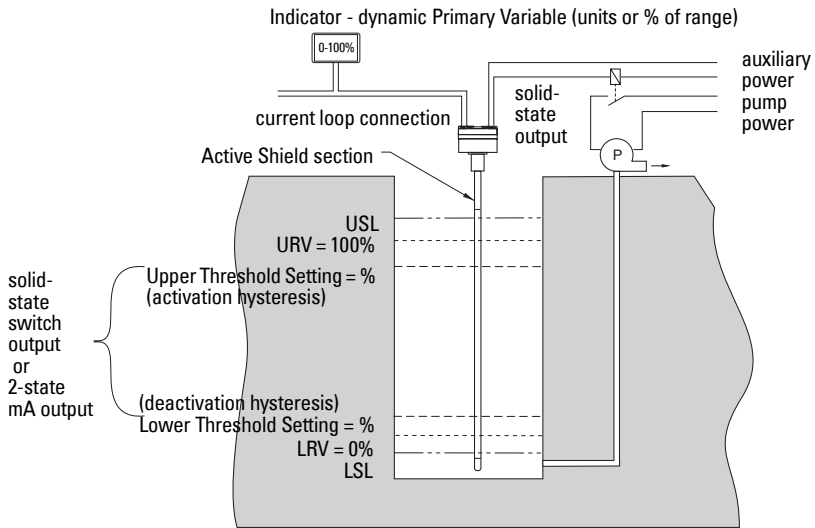 Indicator - dynamic Primary Variable (units or % of range)
0-100%
auxiliary
power
pump
power
solid-
state
output
current loop connection
P
Active Shield section
USL
URV = 100%
Upper Threshold Setting = %
(activation hysteresis)
solid-
state
switch
output
or
2-state
mA output
(deactivation hysteresis)
Lower Threshold Setting = %
LRV = 0%
LSL